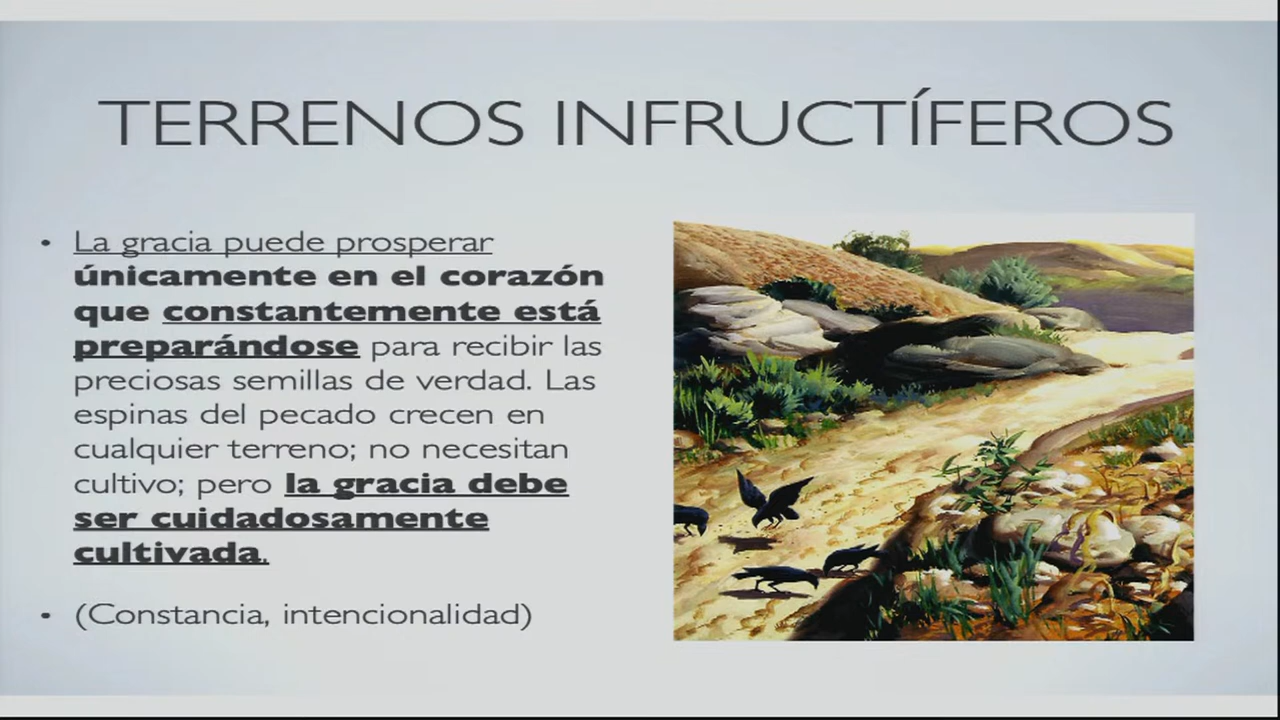 TERRENOS INFRUCTÍFEROS
• La gracia puede prosperar
únicamente en el corazón
que constantemente está
preparándose para recibir las
preciosas semillas de verdad. Las
espinas del pecado crecen en
cualquier terreno; no necesitan
cultivo; pero la gracia debe
ser cuidadosamente
cultivada.
• (Constancia, intencionalidad)